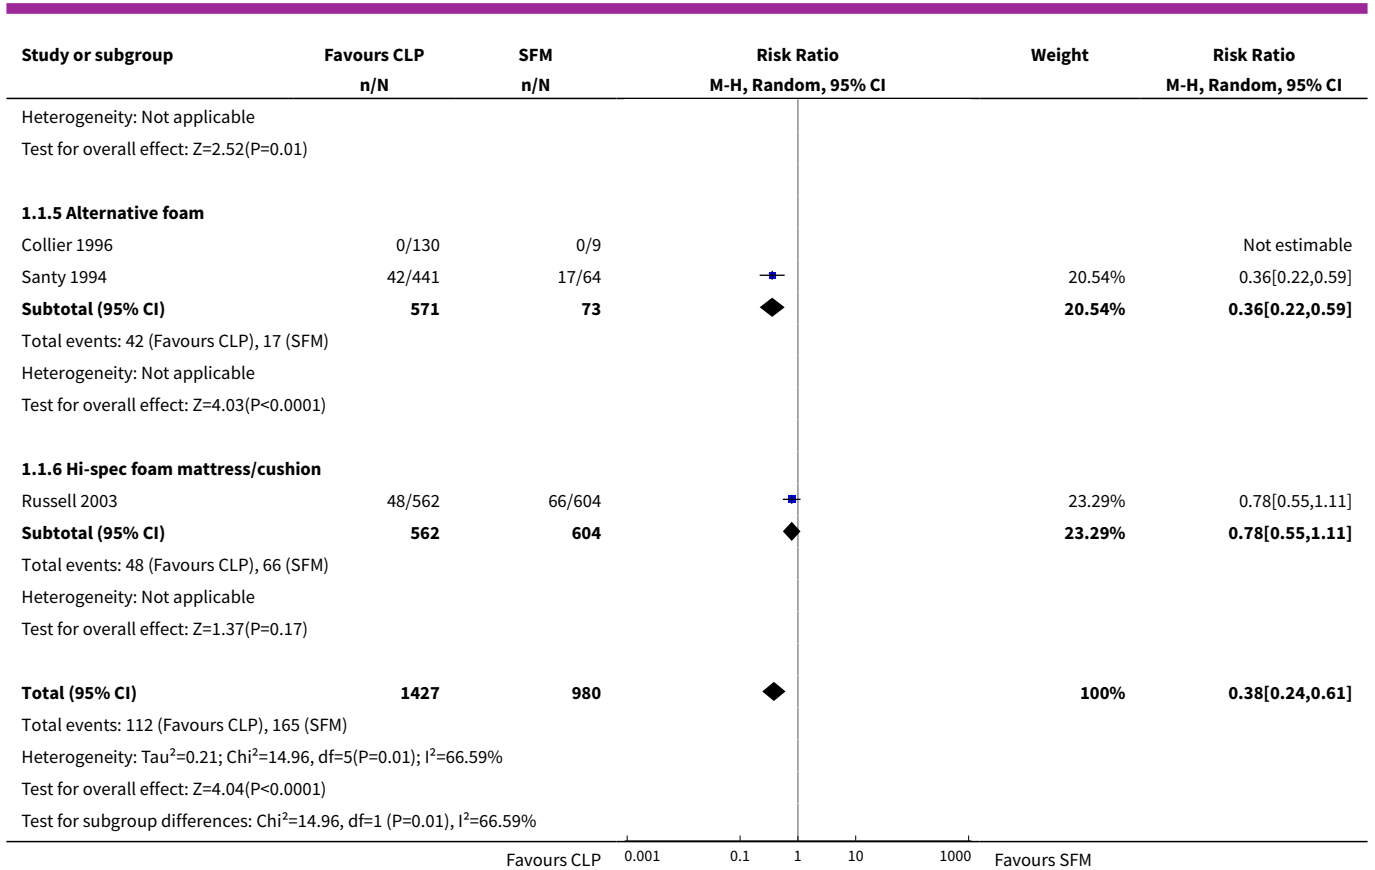 Study or subgroup Favours CLP SFM Risk Ratio Weight Risk Ratio
n/N n/N M-H, Random, 95% CI M-H, Random, 95% CI
Heterogeneity: Not applicable
Test for overall effect: Z=2.52(P=0.01)
1.1.5 Alternative foam
Collier 1996 0/130 0/9 Not estimable
Santy 1994 42/441 17/64 20.54% 0.36[0.22,0.59]
Subtotal (95% CI) 571 73 20.54% 0.36[0.22,0.59]
Total events: 42 (Favours CLP), 17 (SFM)
Heterogeneity: Not applicable
Test for overall effect: Z=4.03(P<0.0001)
1.1.6 Hi-spec foam mattress/cushion
Russell 2003 48/562 66/604 23.29% 0.78[0.55,1.11]
Subtotal (95% CI) 562 604 23.29% 0.78[0.55,1.11]
Total events: 48 (Favours CLP), 66 (SFM)
Heterogeneity: Not applicable
Test for overall effect: Z=1.37(P=0.17)
Total (95% CI) 1427 980 100% 0.38[0.24,0.61]
Total events: 112 (Favours CLP), 165 (SFM)
Heterogeneity: Tau²=0.21; Chi²=14.96, df=5(P=0.01); I²=66.59%
Test for overall effect: Z=4.04(P<0.0001)
Test for subgroup differences: Chi²=14.96, df=1 (P=0.01), I²=66.59%
Favours CLP 0.001 0.1 1 10 1000 Favours SFM